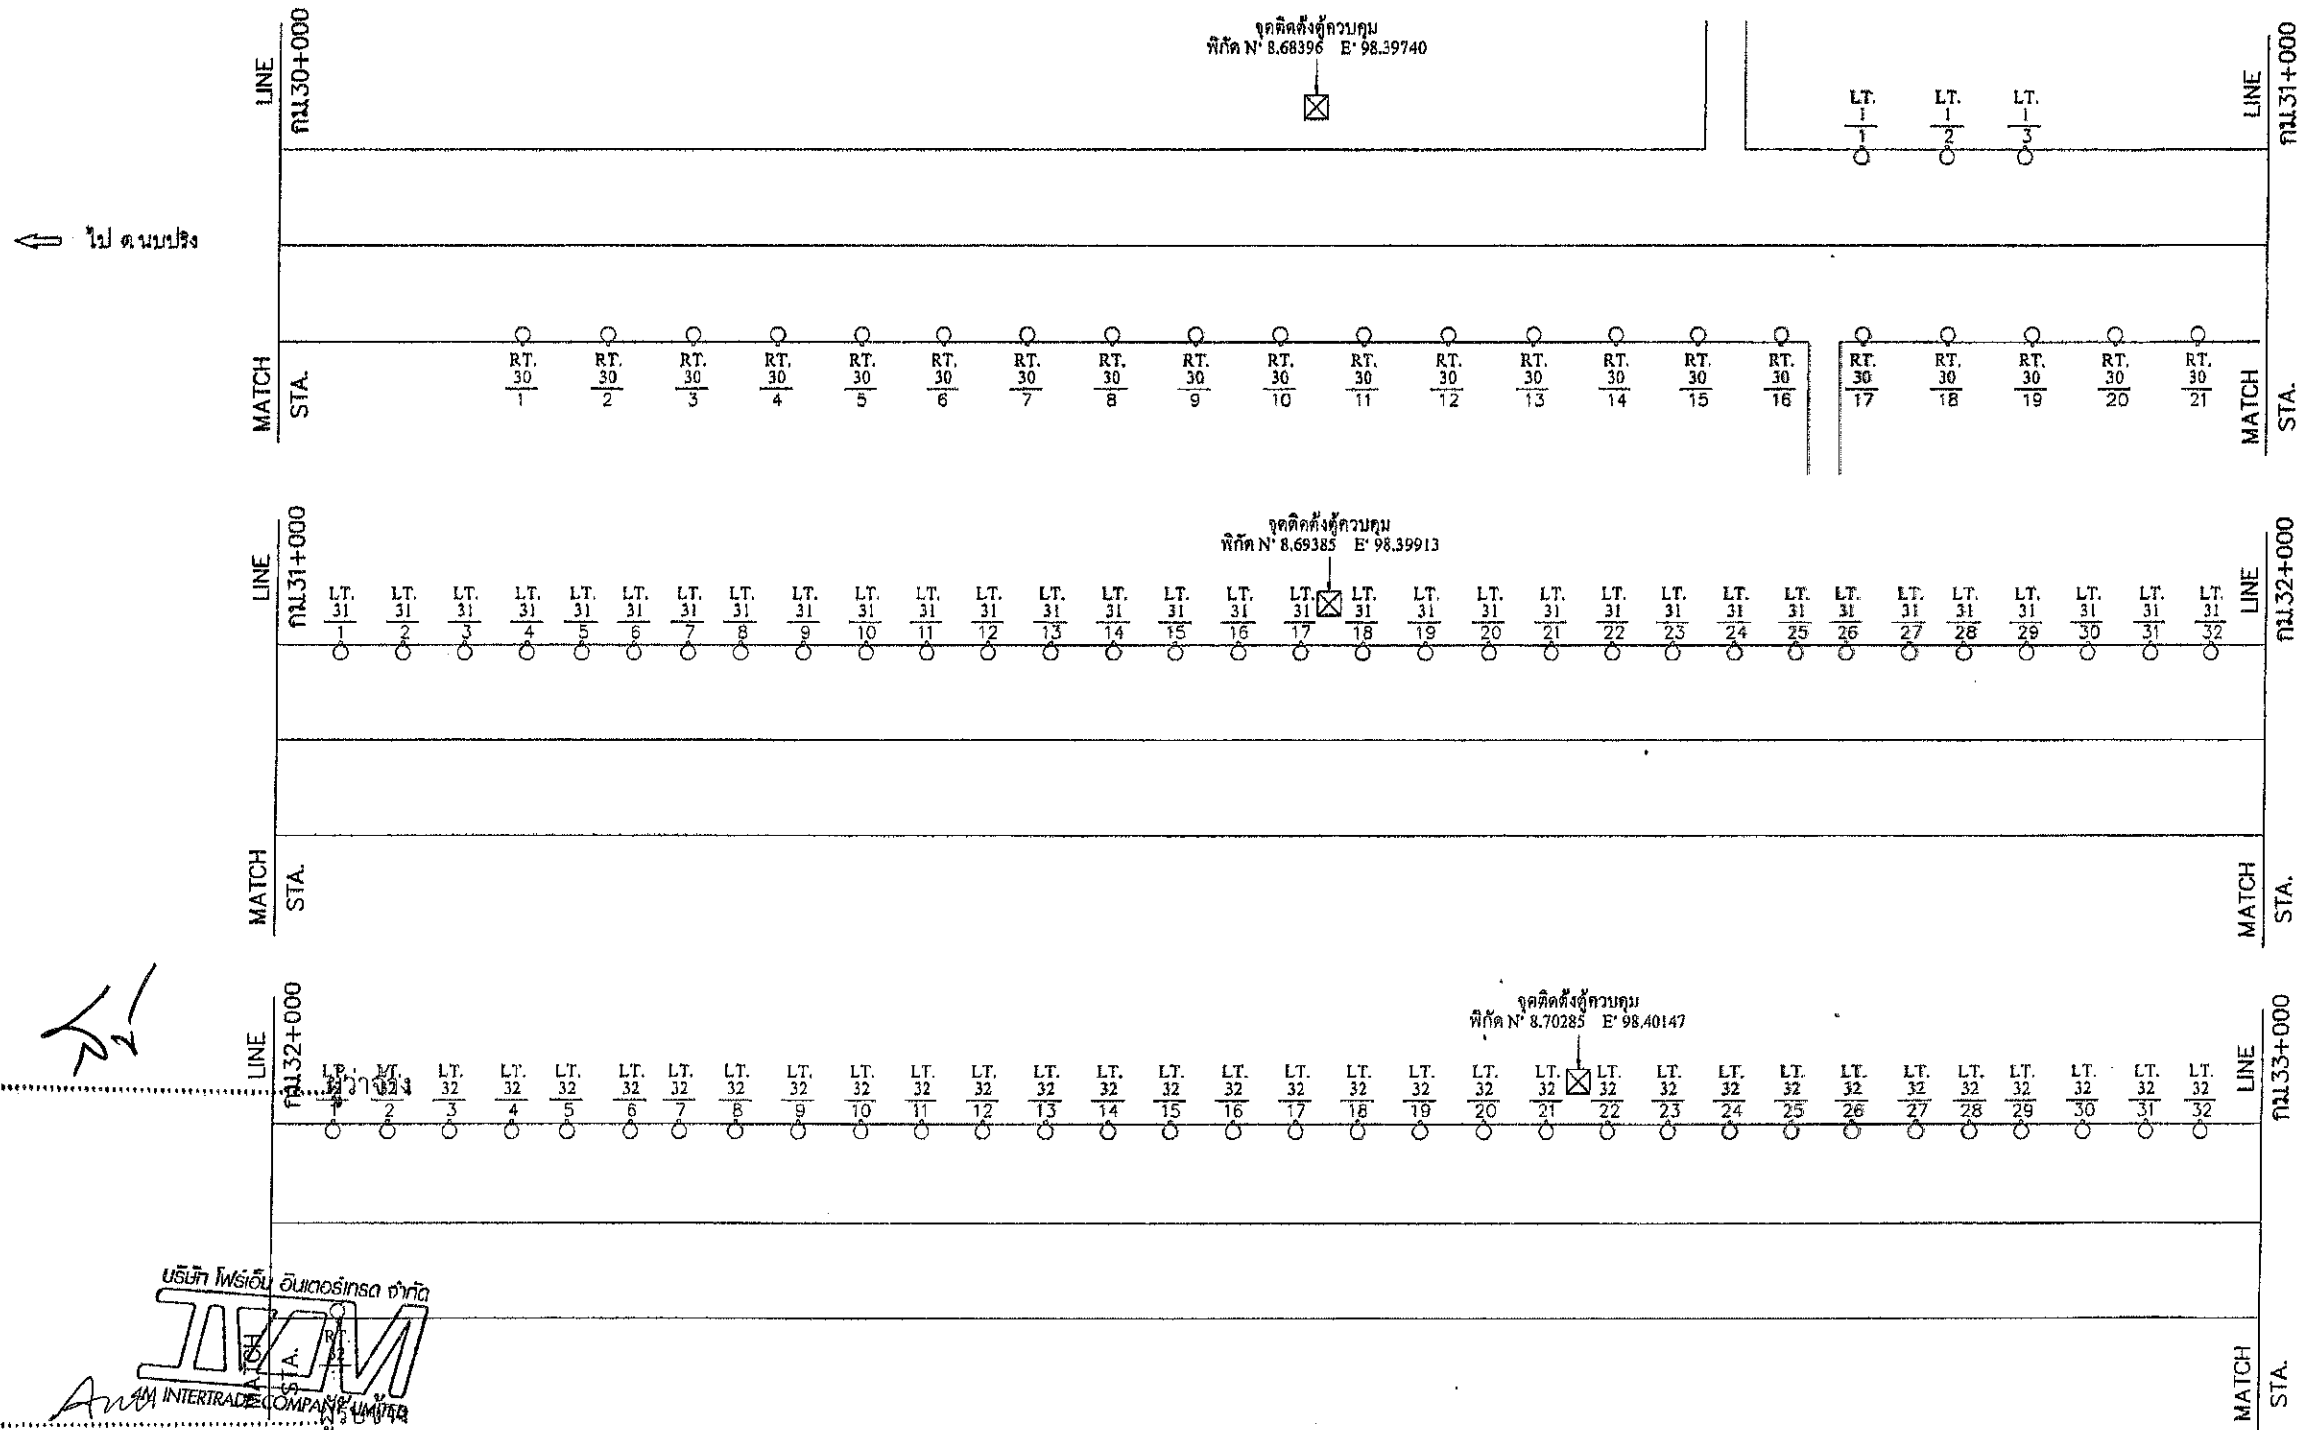 จุดติดตั้งตู้ควบคุม
พิกัด N° 8.68396 E° 98.39740
LINE
กม.30+000
LINE
กม.31+000
LT. LT. LT.
1 1 1
1 2 3
ไป ต.นบปริง
MATCH
STA.
RT. RT. RT. RT. RT. RT. RT. RT. RT. RT. RT. RT. RT. RT. RT. RT. RT. RT. RT. RT. RT.
30 30 30 30 30 30 30 30 30 30 30 30 30 30 30 30 30 30 30 30 30
1 2 3 4 5 6 7 8 9 10 11 12 13 14 15 16 17 18 19 20 21
MATCH
STA.
จุดติดตั้งตู้ควบคุม
พิกัด N° 8.69385 E° 98.39913
LINE
กม.31+000
LINE
กม.32+000
LT. LT. LT. LT. LT. LT. LT. LT. LT. LT. LT. LT. LT. LT. LT. LT. LT. LT. LT. LT. LT. LT. LT. LT. LT. LT. LT. LT. LT. LT. LT. LT.
31 31 31 31 31 31 31 31 31 31 31 31 31 31 31 31 31 31 31 31 31 31 31 31 31 31 31 31 31 31 31 31
1 2 3 4 5 6 7 8 9 10 11 12 13 14 15 16 17 18 19 20 21 22 23 24 25 26 27 28 29 30 31 32
MATCH
STA.
MATCH
STA.
จุดติดตั้งตู้ควบคุม
พิกัด N° 8.70285 E° 98.40147
LINE
กม.32+000
LINE
กม.33+000
LT. LT. LT. LT. LT. LT. LT. LT. LT. LT. LT. LT. LT. LT. LT. LT. LT. LT. LT. LT. LT. LT. LT. LT. LT. LT. LT. LT. LT. LT. LT. LT.
ผู้ว่าจ้าง
32 32 32 32 32 32 32 32 32 32 32 32 32 32 32 32 32 32 32 32 32 32 32 32 32 32 32 32 32 32
1 2 3 4 5 6 7 8 9 10 11 12 13 14 15 16 17 18 19 20 21 22 23 24 25 26 27 28 29 30 31 32
บริษัท โฟร์เอ็ม อินเตอร์เทรด จำกัด
RT.
32
MATCH
STA.
4M INTERTRADE COMPANY LIMITED
ผู้รับจ้าง
MATCH
STA.